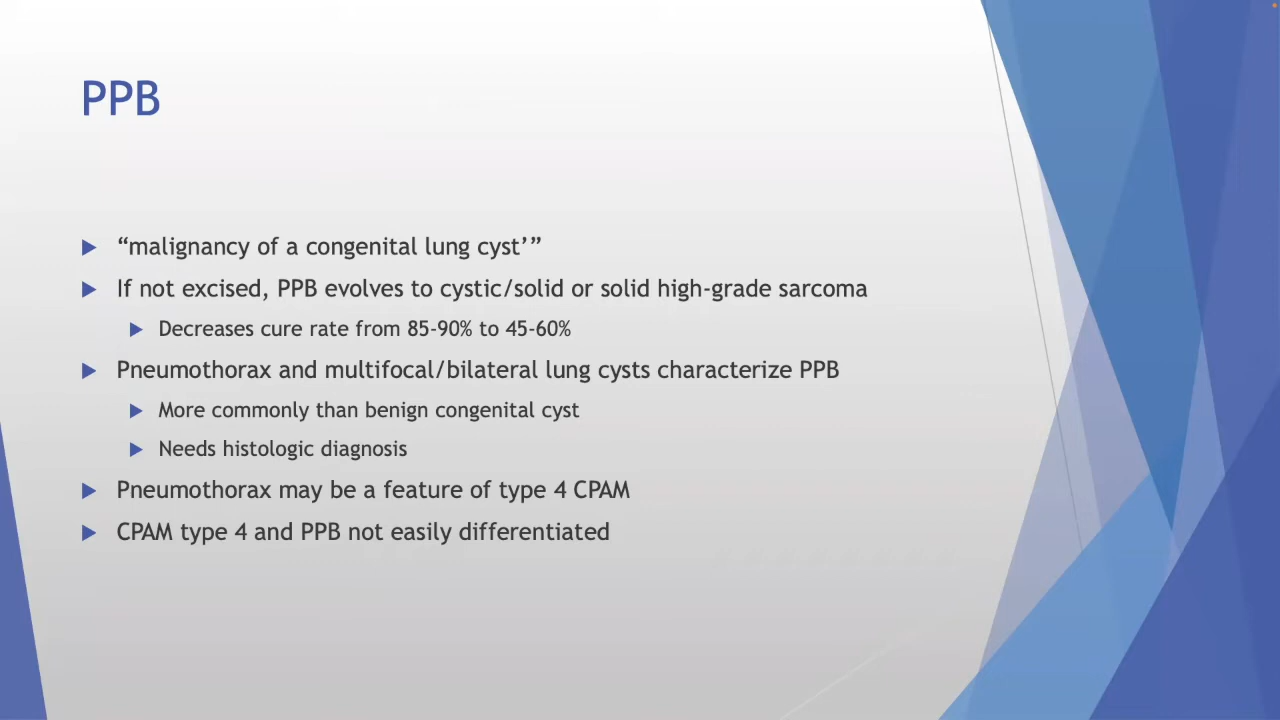 PPB
“malignancy of a congenital lung cyst’”
If not excised, PPB evolves to cystic/solid or solid high-grade sarcoma
Decreases cure rate from 85-90% to 45-60%
Pneumothorax and multifocal/bilateral lung cysts characterize PPB
More commonly than benign congenital cyst
Needs histologic diagnosis
Pneumothorax may be a feature of type 4 CPAM
CPAM type 4 and PPB not easily differentiated